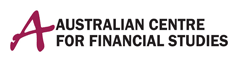 AUSTRALIAN CENTRE
FOR FINANCIAL STUDIES